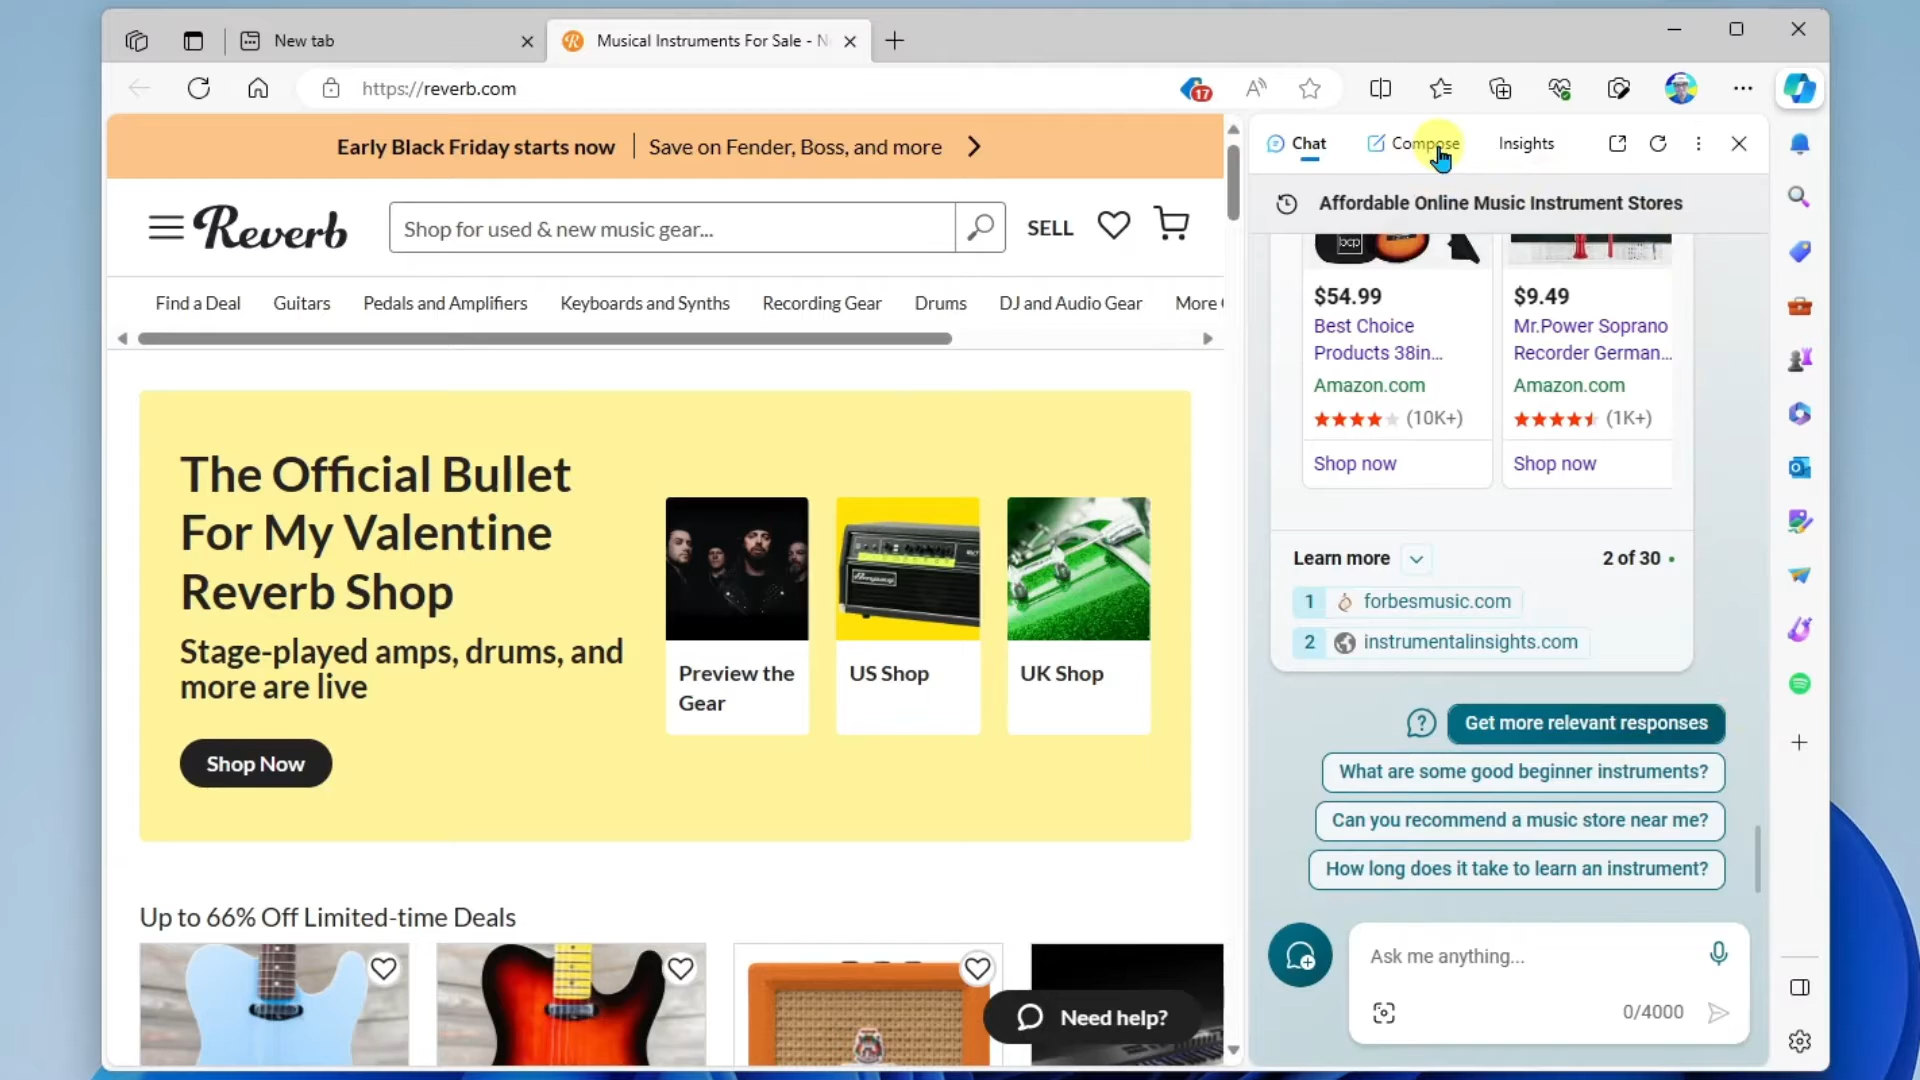 New tab
Musical Instruments For Sale - N
https://reverb.com
17
Early Black Friday starts now
Save on Fender, Boss, and more
Reverb
Shop for used & new music gear...
SELL
Find a Deal
Guitars
Pedals and Amplifiers
Keyboards and Synths
Recording Gear
Drums
DJ and Audio Gear
More
The Official Bullet
For My Valentine
Reverb Shop
Stage-played amps, drums, and
more are live
Shop Now
Ampeg
Preview the
Gear
US Shop
UK Shop
Up to 66% Off Limited-time Deals
Need help?
Chat
Compose
Insights
Affordable Online Music Instrument Stores
bcp
$54.99
Best Choice
Products 38in...
Amazon.com
(10K+)
Shop now
$9.49
Mr.Power Soprano
Recorder German...
Amazon.com
(1K+)
Shop now
Learn more
2 of 30
1 forbesmusic.com
2 instrumentalinsights.com
Get more relevant responses
What are some good beginner instruments?
Can you recommend a music store near me?
How long does it take to learn an instrument?
Ask me anything...
0/4000